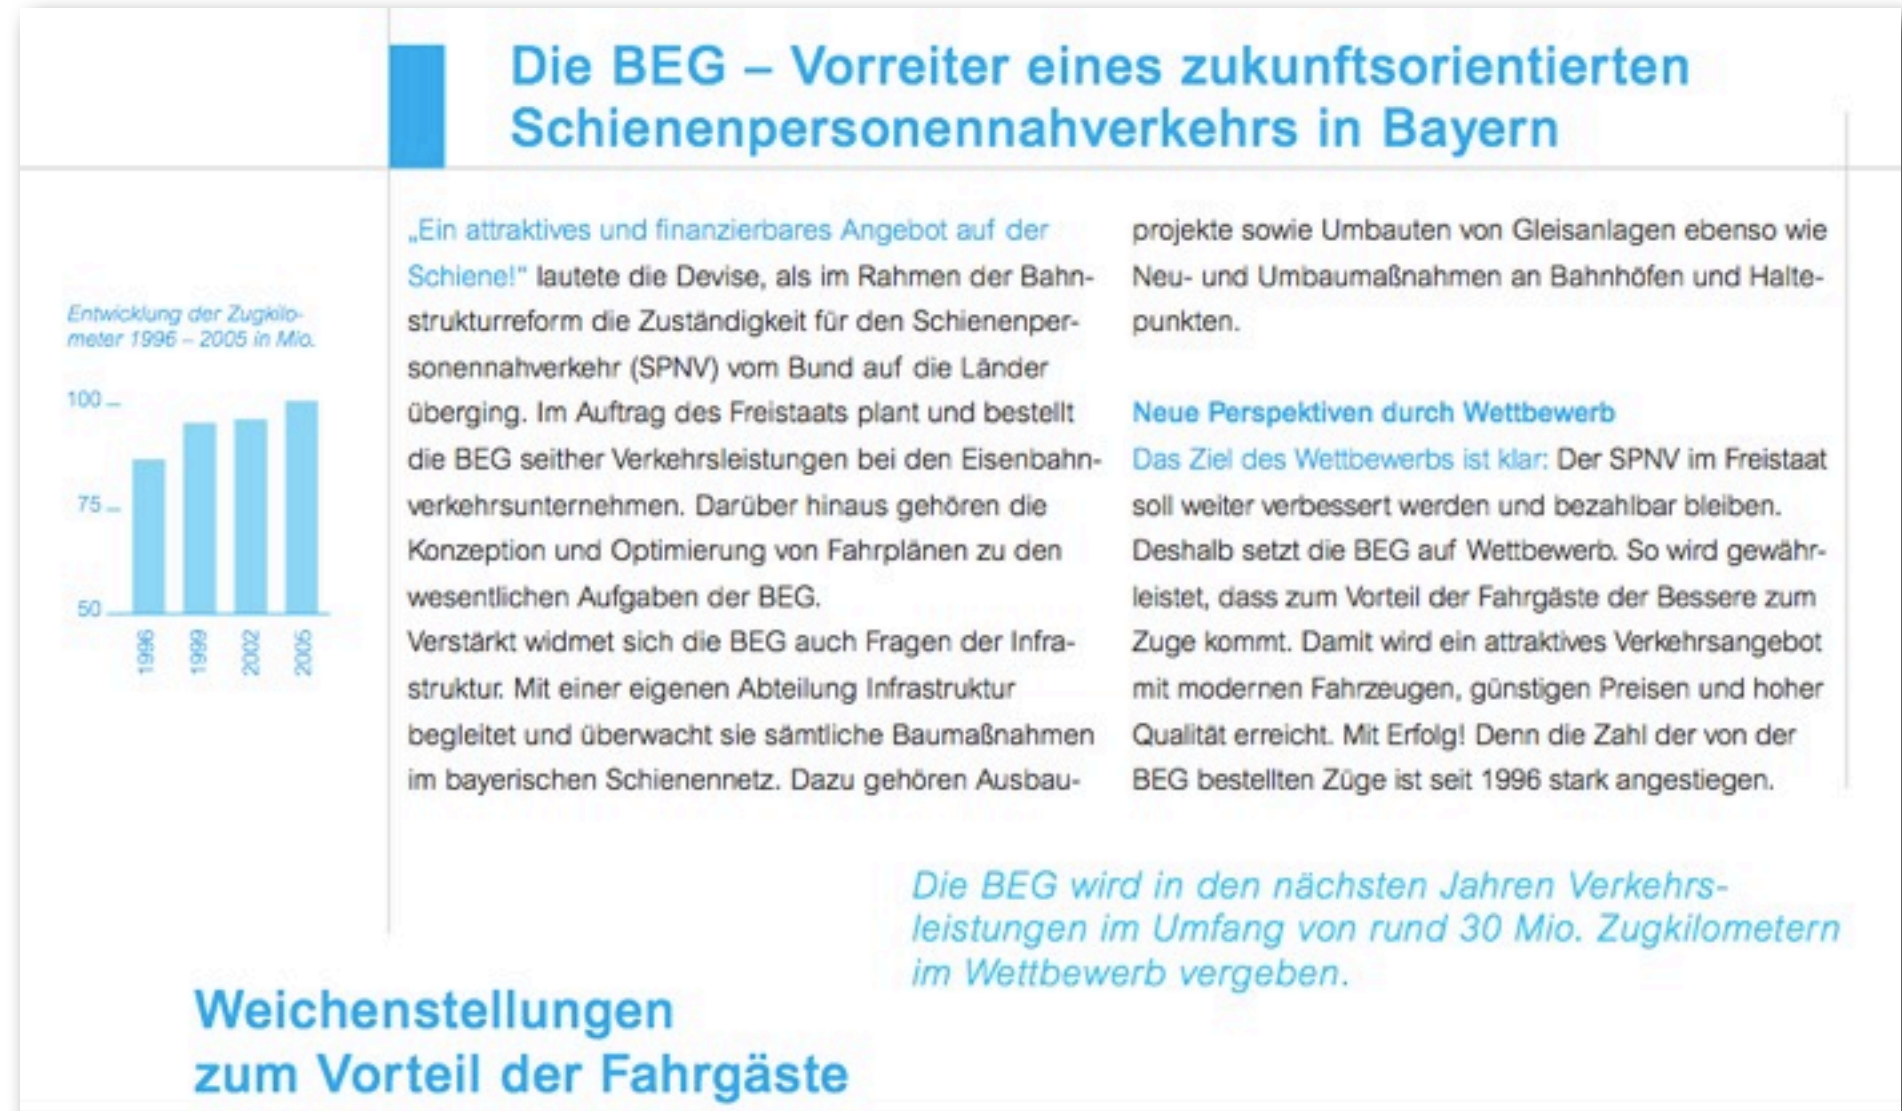 Die BEG – Vorreiter eines zukunftsorientierten
Schienenpersonennahverkehrs in Bayern
Entwicklung der Zugkilo-
meter 1996 – 2005 in Mio.
100
75
50
1996
1999
2002
2005
„Ein attraktives und finanzierbares Angebot auf der
Schiene!“ lautete die Devise, als im Rahmen der Bahn-
strukturreform die Zuständigkeit für den Schienenper-
sonennahverkehr (SPNV) vom Bund auf die Länder
überging. Im Auftrag des Freistaats plant und bestellt
die BEG seither Verkehrsleistungen bei den Eisenbahn-
verkehrsunternehmen. Darüber hinaus gehören die
Konzeption und Optimierung von Fahrplänen zu den
wesentlichen Aufgaben der BEG.
Verstärkt widmet sich die BEG auch Fragen der Infra-
struktur. Mit einer eigenen Abteilung Infrastruktur
begleitet und überwacht sie sämtliche Baumaßnahmen
im bayerischen Schienennetz. Dazu gehören Ausbau-
projekte sowie Umbauten von Gleisanlagen ebenso wie
Neu- und Umbaumaßnahmen an Bahnhöfen und Halte-
punkten.
Neue Perspektiven durch Wettbewerb
Das Ziel des Wettbewerbs ist klar: Der SPNV im Freistaat
soll weiter verbessert werden und bezahlbar bleiben.
Deshalb setzt die BEG auf Wettbewerb. So wird gewähr-
leistet, dass zum Vorteil der Fahrgäste der Bessere zum
Zuge kommt. Damit wird ein attraktives Verkehrsangebot
mit modernen Fahrzeugen, günstigen Preisen und hoher
Qualität erreicht. Mit Erfolg! Denn die Zahl der von der
BEG bestellten Züge ist seit 1996 stark angestiegen.
Die BEG wird in den nächsten Jahren Verkehrs-
leistungen im Umfang von rund 30 Mio. Zugkilometern
im Wettbewerb vergeben.
Weichenstellungen
zum Vorteil der Fahrgäste